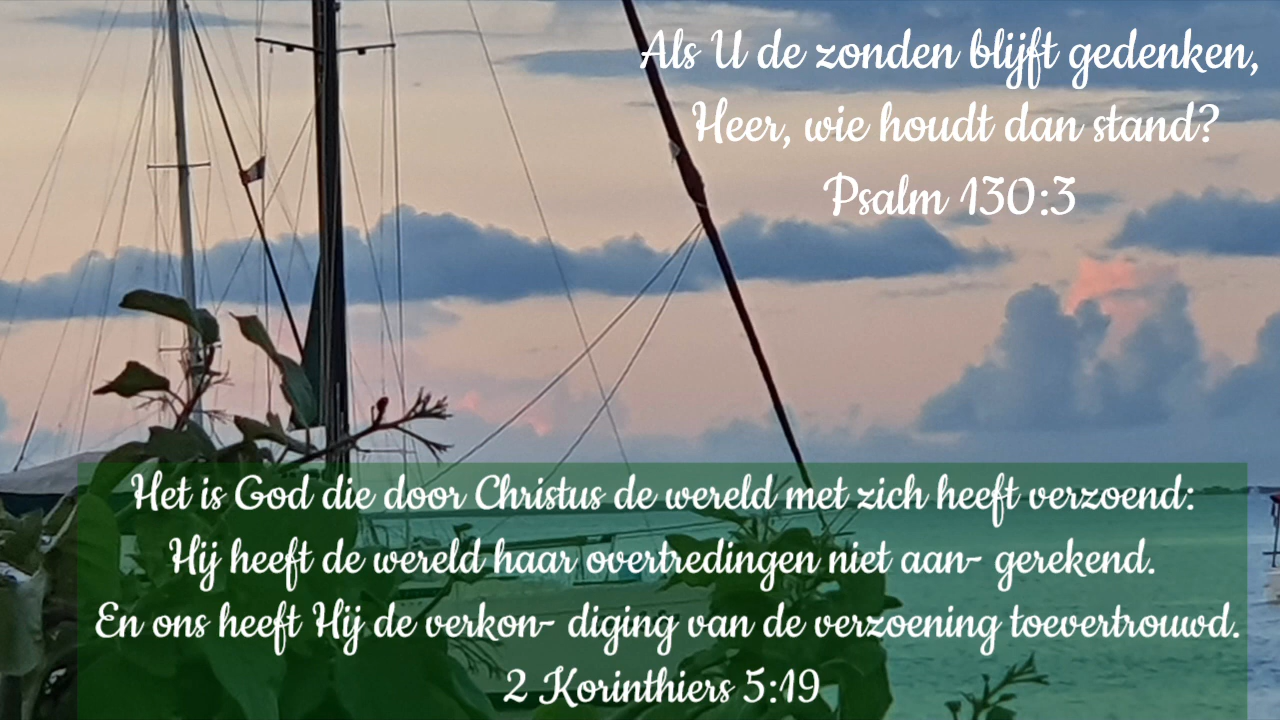 Als U de zonden blijft gedenken,
Heer, wie houdt dan stand?
Psalm 130:3
Het is God die door Christus de wereld met zich heeft verzoend:
Hij heeft de wereld haar overtredingen niet aan- gerekend.
En ons heeft Hij de verkon- diging van de verzoening toevertrouwd.
2 Korinthiers 5:19